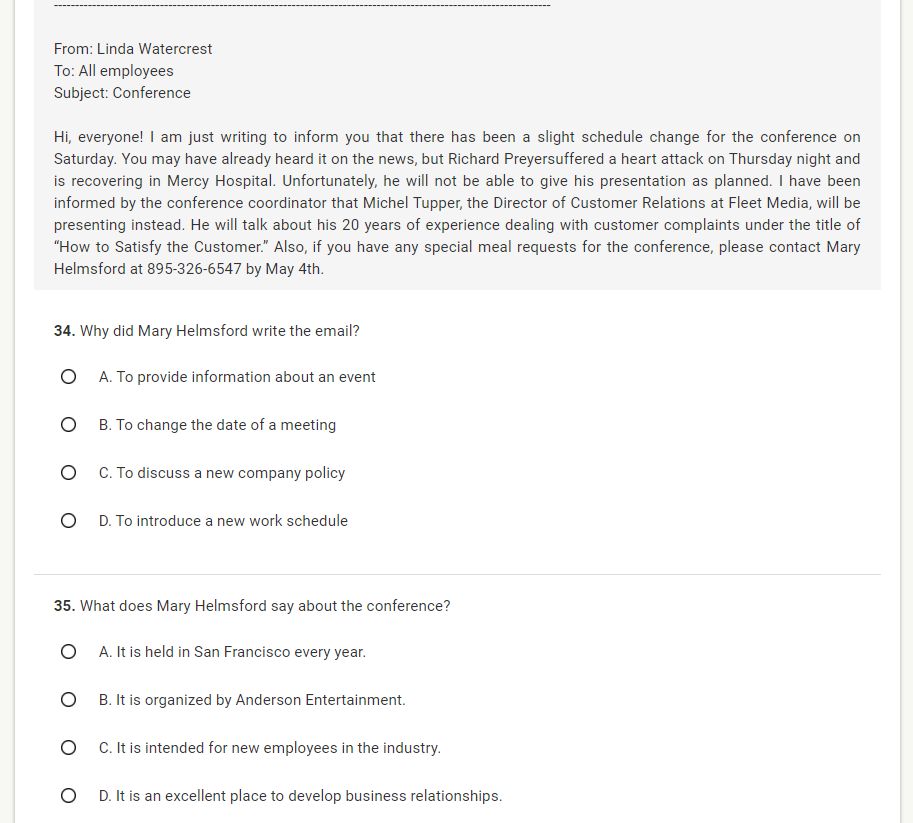 From: Linda Watercrest
To: All employees
Subject: Conference
Hi, everyone! I am just writing to inform you that there has been a slight schedule change for the conference on
Saturday. You may have already heard it on the news, but Richard Preyersuffered a heart attack on Thursday night and
is recovering in Mercy Hospital. Unfortunately, he will not be able to give his presentation as planned. I have been
informed by the conference coordinator that Michel Tupper, the Director of Customer Relations at Fleet Media, will be
presenting instead. He will talk about his 20 years of experience dealing with customer complaints under the title of
“How to Satisfy the Customer.” Also, if you have any special meal requests for the conference, please contact Mary
Helmsford at 895-326-6547 by May 4th.
34. Why did Mary Helmsford write the email?
A. To provide information about an event
B. To change the date of a meeting
C. To discuss a new company policy
D. To introduce a new work schedule
35. What does Mary Helmsford say about the conference?
A. It is held in San Francisco every year.
B. It is organized by Anderson Entertainment.
C. It is intended for new employees in the industry.
D. It is an excellent place to develop business relationships.